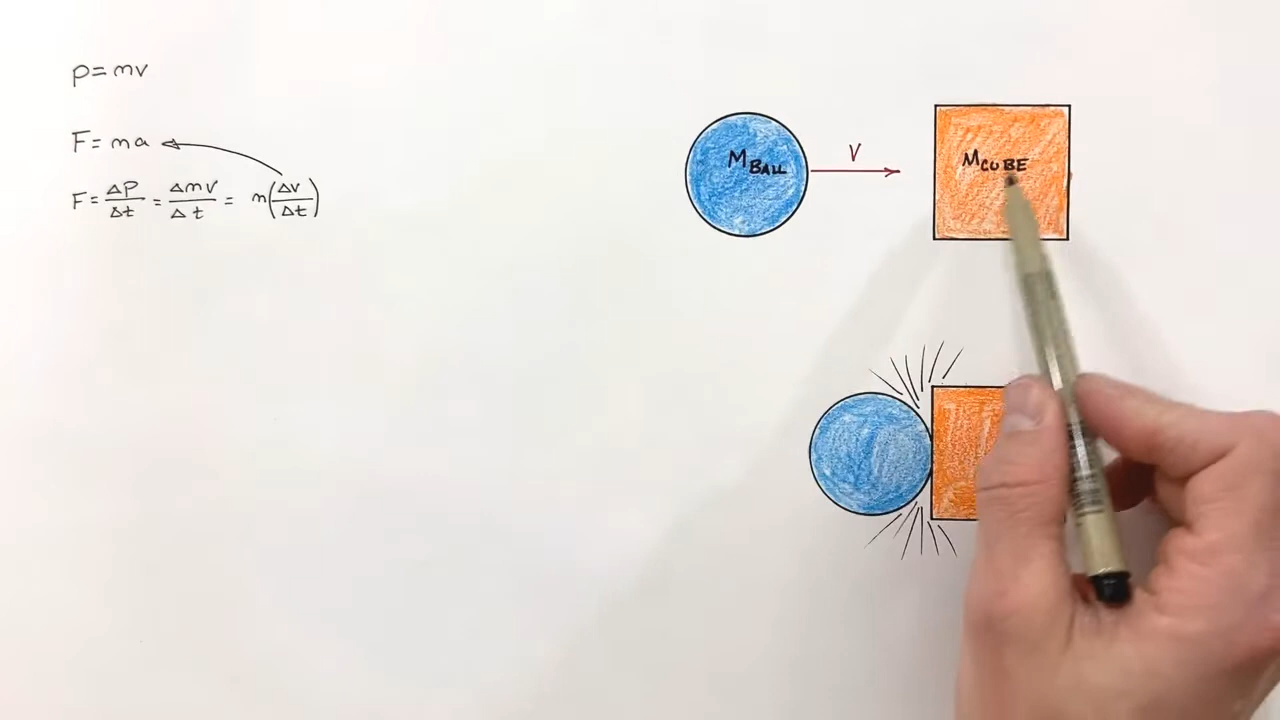 p=mv
F=ma
F=Δp/Δt=Δmv/Δt=m(Δv/Δt)
V
MBALL
MCUBE